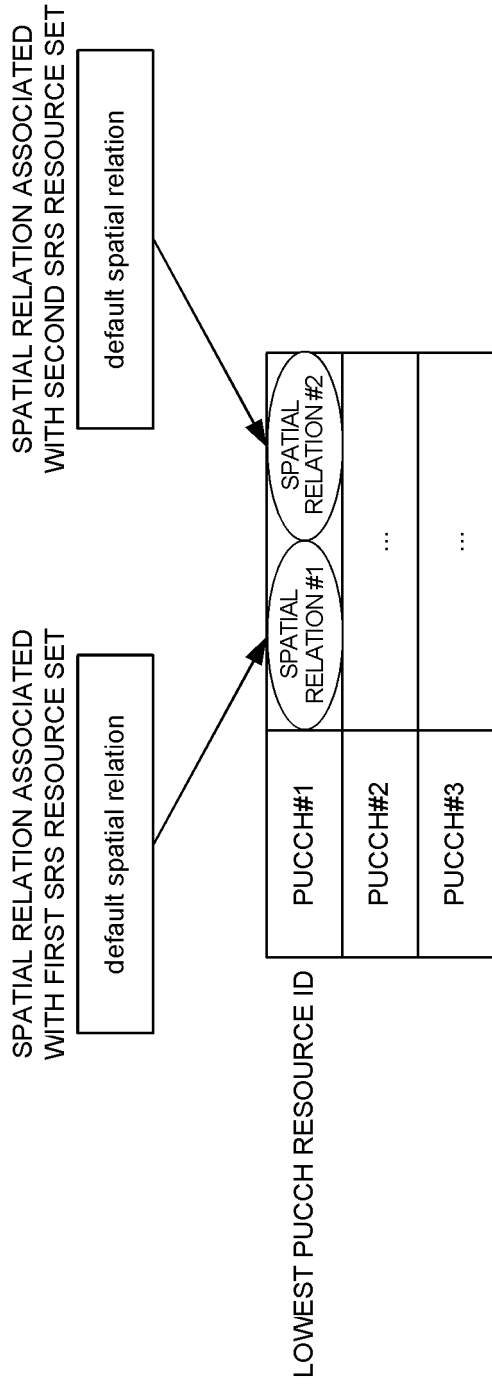 SPATIAL RELATION ASSOCIATED
WITH FIRST SRS RESOURCE SET
default spatial relation
SPATIAL RELATION ASSOCIATED
WITH SECOND SRS RESOURCE SET
default spatial relation
LOWEST PUCCH RESOURCE ID
PUCCH#1
SPATIAL
RELATION #1
SPATIAL
RELATION #2
PUCCH#2
...
PUCCH#3
...